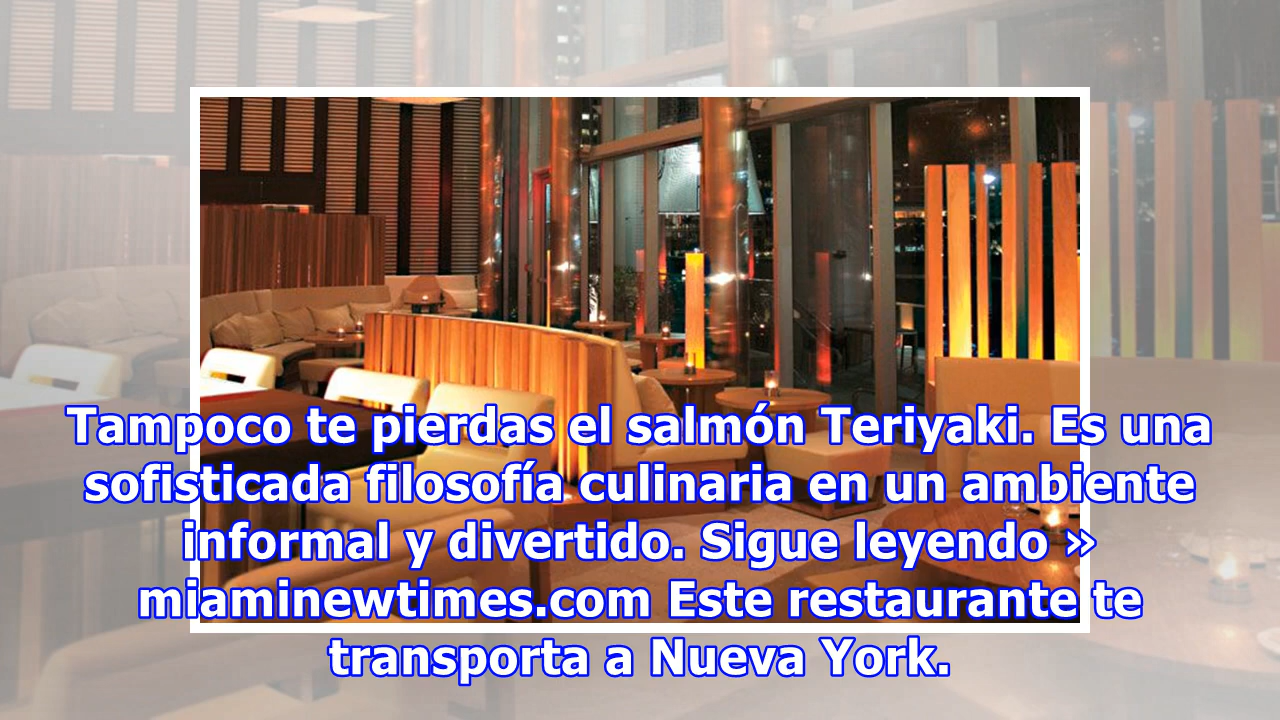 Tampoco te pierdas el salmón Teriyaki. Es una
sofisticada filosofía culinaria en un ambiente
informal y divertido. Sigue leyendo »
miaminewtimes.com Este restaurante te
transporta a Nueva York.